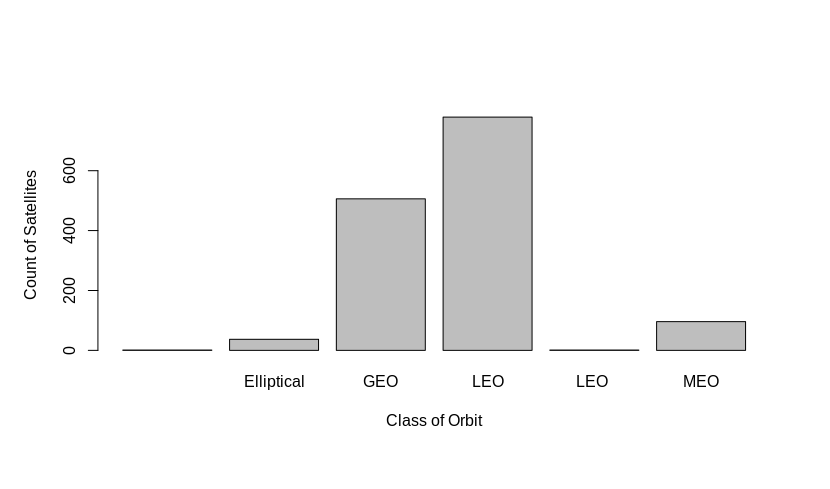 Count of Satellites
600
400
200
0
Elliptical GEO LEO LEO MEO
Class of Orbit